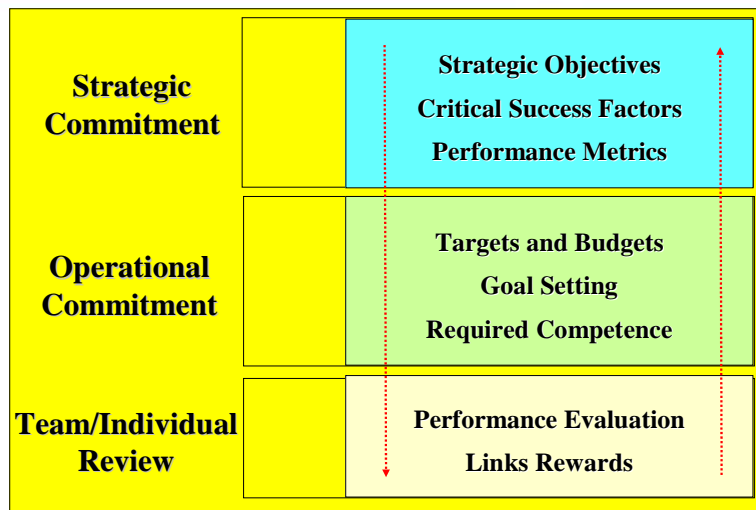 Strategic
Commitment
Strategic Objectives
Critical Success Factors
Performance Metrics
Operational
Commitment
Targets and Budgets
Goal Setting
Required Competence
Team/Individual
Review
Performance Evaluation
Links Rewards